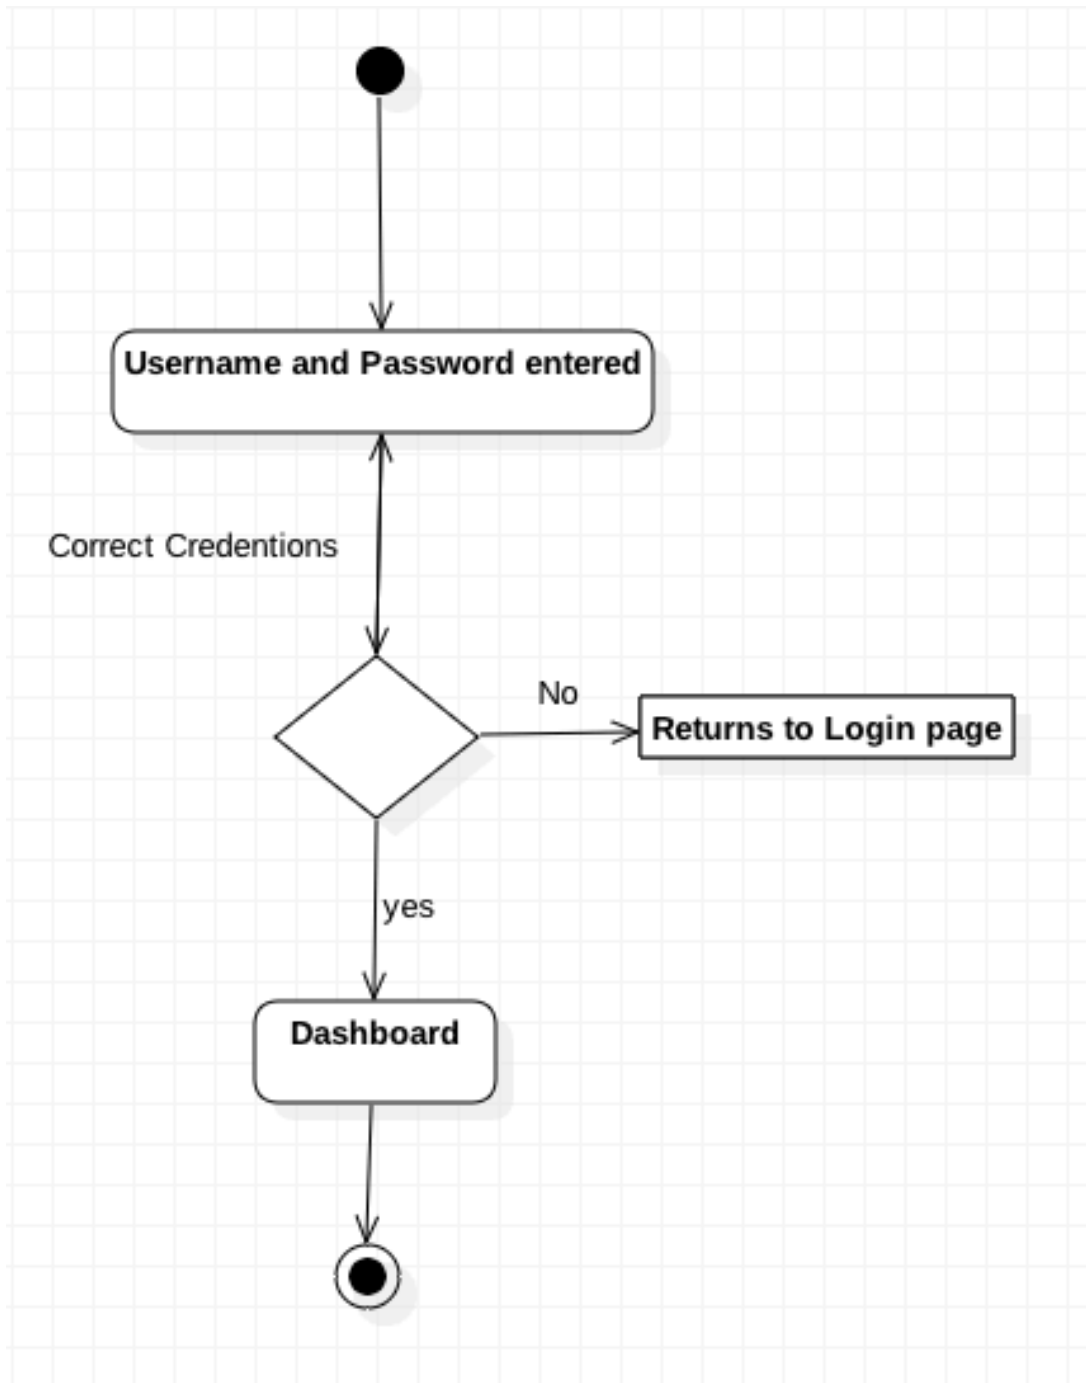 Username and Password entered
Correct Credentions
No
Returns to Login page
yes
Dashboard